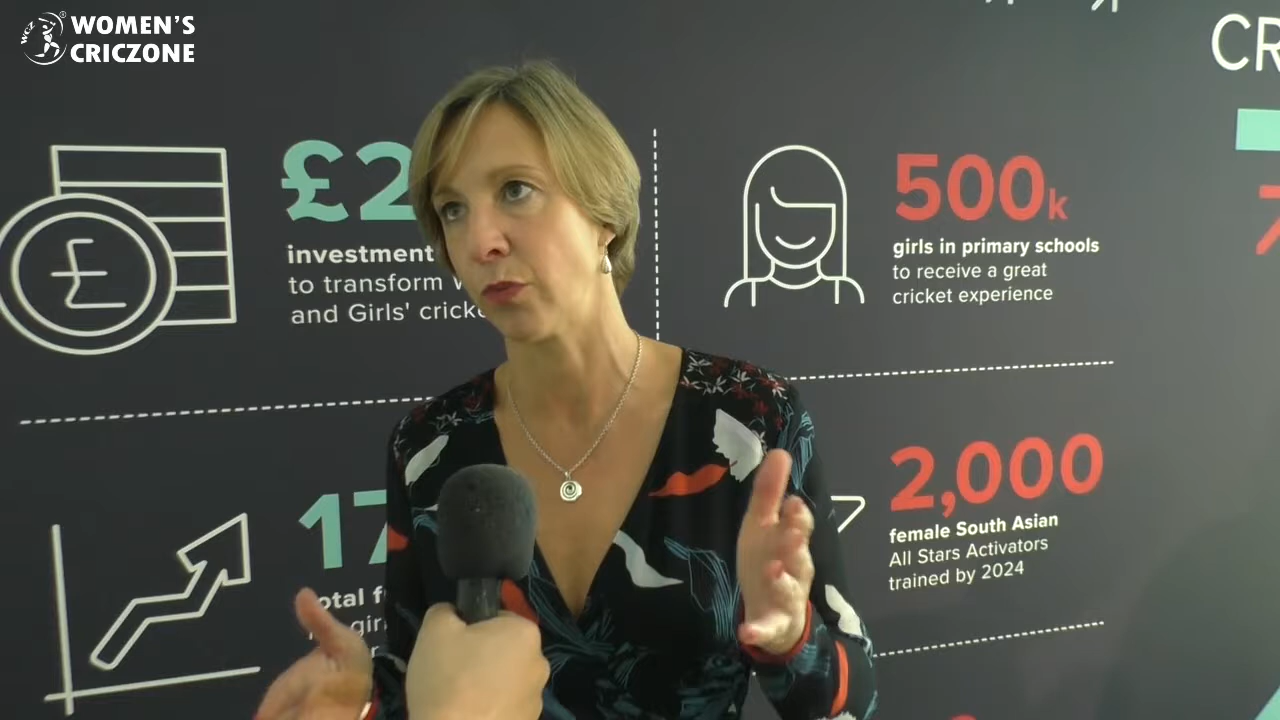 WOMEN'S
CRICZONE
CR
£2
investment
to transform
and Girls'
500k
girls in primary schools
to receive a great
cricket experience
17
2,000
female South Asian
All Stars Activators
trained by 2024